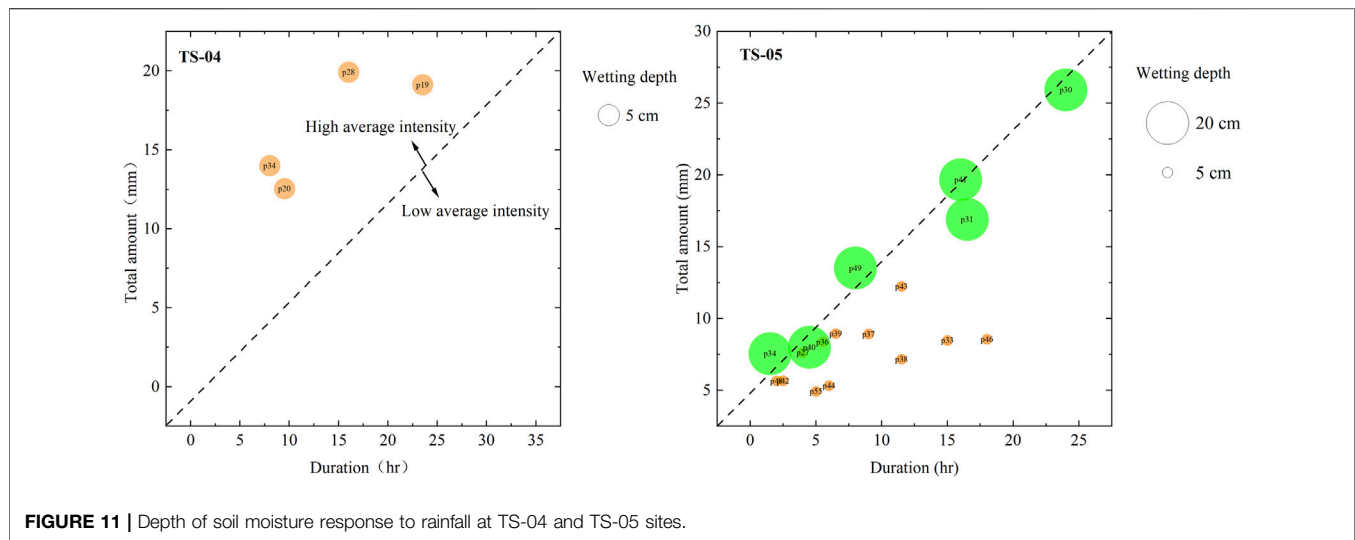 TS-04
p28
p19
p34
p20
High average intensity
Low average intensity
20
15
10
5
0
Total amount（mm）
0 5 10 15 20 25 30 35
Duration（hr）
Wetting depth
5 cm
TS-05
p30
p31
p49
p43
p34
p40
p36
p27
p39
p37
p38
p33
p46
p44
p55
30
25
20
15
10
5
Total amount (mm)
0 5 10 15 20 25
Duration (hr)
Wetting depth
20 cm
5 cm
FIGURE 11 | Depth of soil moisture response to rainfall at TS-04 and TS-05 sites.